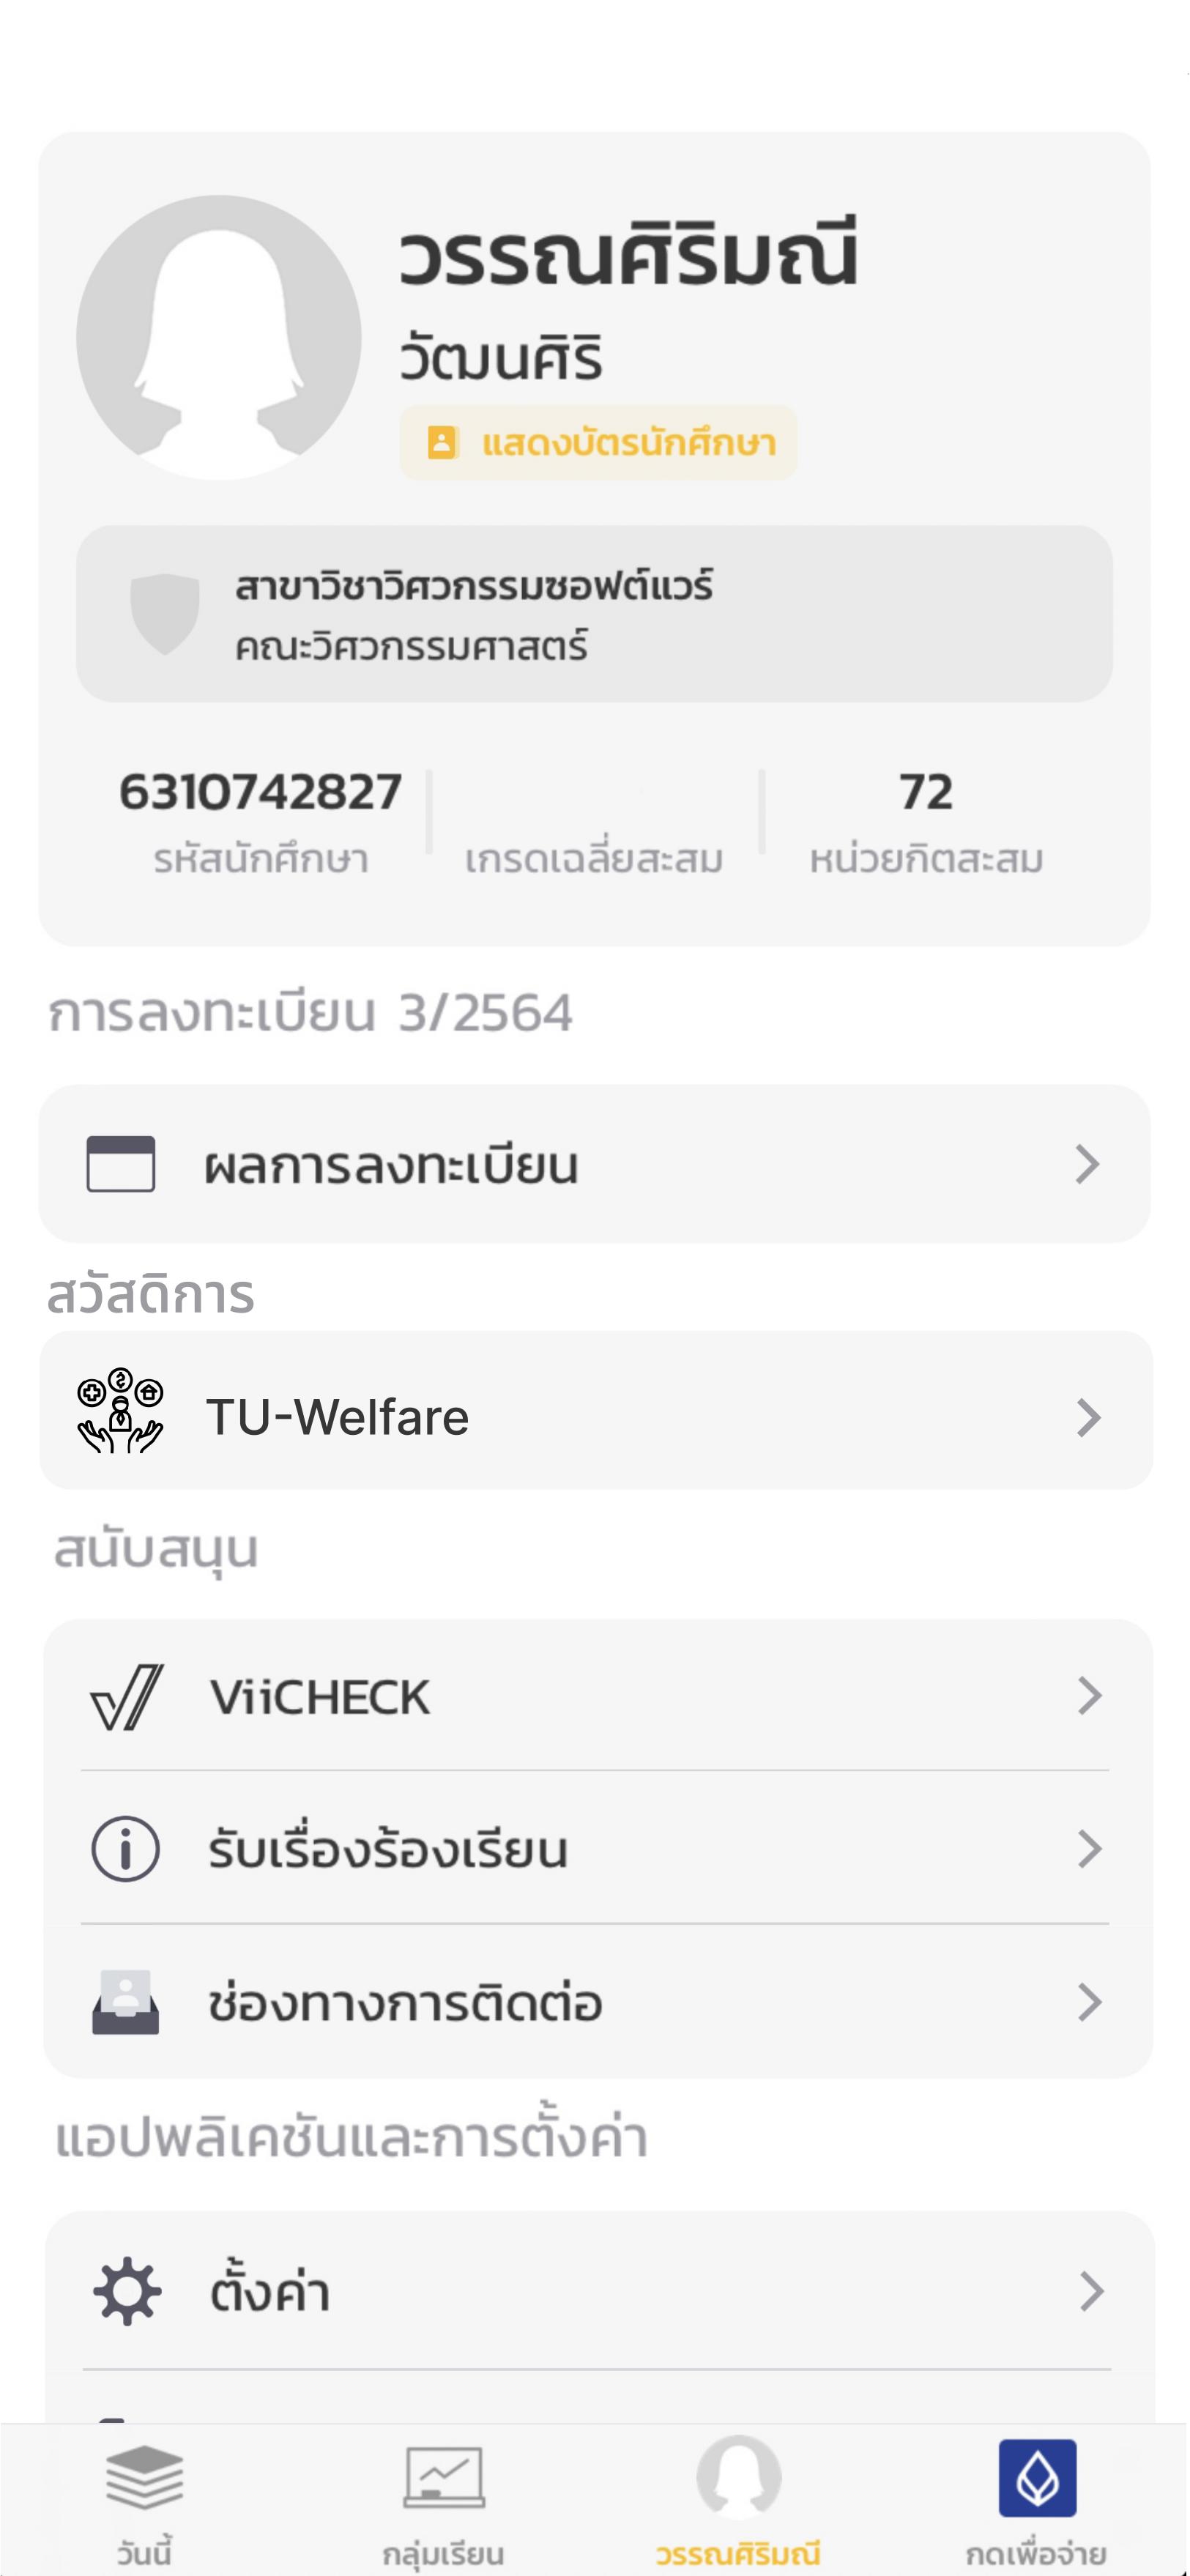 วรรณศิริมณี
วัฒนศิริ
แสดงบัตรนักศึกษา
สาขาวิชาวิศวกรรมซอฟต์แวร์
คณะวิศวกรรมศาสตร์
6310742827
รหัสนักศึกษา
เกรดเฉลี่ยสะสม
72
หน่วยกิตสะสม
การลงทะเบียน 3/2564
ผลการลงทะเบียน
สวัสดิการ
TU-Welfare
สนับสนุน
ViiCHECK
รับเรื่องร้องเรียน
ช่องทางการติดต่อ
แอปพลิเคชันและการตั้งค่า
ตั้งค่า
วันนี้
กลุ่มเรียน
วรรณศิริมณี
กดเพื่อจ่าย